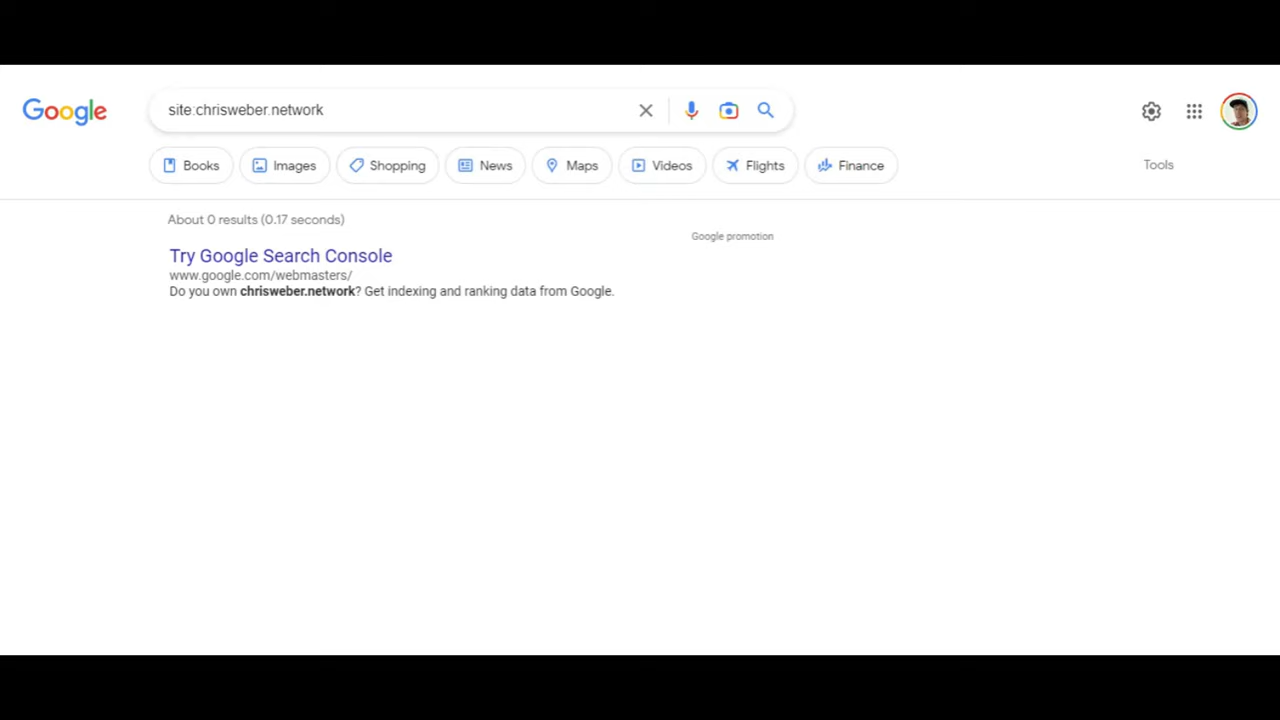 Google
site:chrisweber.network
Books Images Shopping News Maps Videos Flights Finance Tools
About 0 results (0.17 seconds)
Google promotion
Try Google Search Console
www.google.com/webmasters/
Do you own chrisweber.network? Get indexing and ranking data from Google.